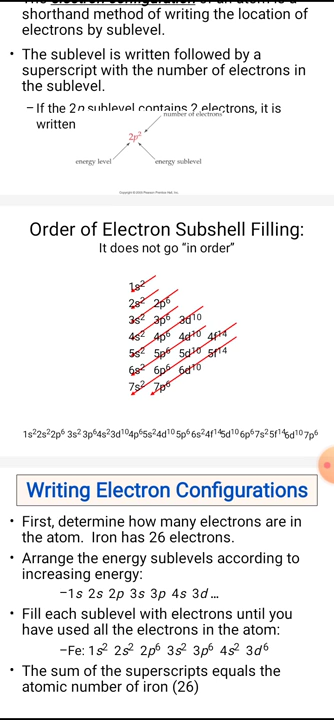 shorthand method of writing the location of
electrons by sublevel.
• The sublevel is written followed by a
superscript with the number of electrons in
the sublevel.
– If the 2p sublevel contains 2 electrons, it is
written
number of electrons
2p²
energy level
energy sublevel
Order of Electron Subshell Filling:
It does not go “in order”
1s²
2s² 2p⁶
3s² 3p⁶ 3d¹⁰
4s² 4p⁶ 4d¹⁰ 4f¹⁴
5s² 5p⁶ 5d¹⁰ 5f¹⁴
6s² 6p⁶ 6d¹⁰
7s² 7p⁶
1s²2s²2p⁶ 3s² 3p⁶4s²3d¹⁰4p⁶5s²4d¹⁰5p⁶6s²4f¹⁴5d¹⁰6p⁶7s²5f¹⁴6d¹⁰7p⁶
Writing Electron Configurations
• First, determine how many electrons are in
the atom. Iron has 26 electrons.
• Arrange the energy sublevels according to
increasing energy:
–1s 2s 2p 3s 3p 4s 3d …
• Fill each sublevel with electrons until you
have used all the electrons in the atom:
–Fe: 1s² 2s² 2p⁶ 3s² 3p⁶ 4s² 3d⁶
• The sum of the superscripts equals the
atomic number of iron (26)